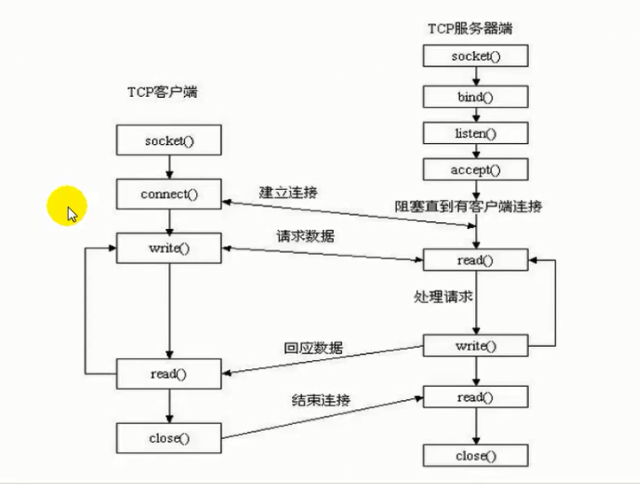 TCP服务器端
socket()
bind()
TCP客户端
listen()
socket()
accept()
connect()
建立连接
阻塞直到有客户端连接
请求数据
write()
read()
处理请求
回应数据
write()
read()
结束连接
read()
close()
close()